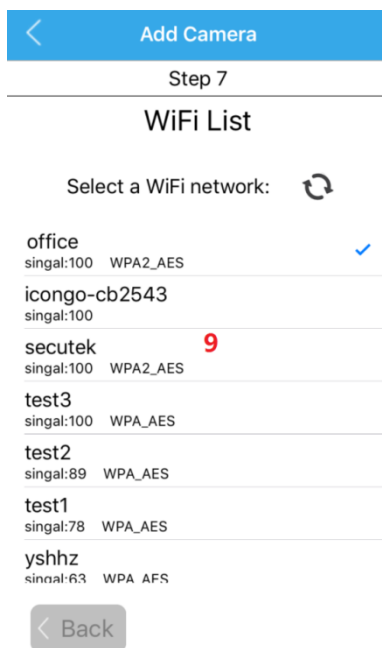 Add Camera
Step 7
WiFi List
Select a WiFi network:
office
singal:100 WPA2_AES
icongo-cb2543
singal:100
secutek 9
singal:100 WPA2_AES
test3
singal:100 WPA_AES
test2
singal:89 WPA_AES
test1
singal:78 WPA_AES
yshhz
singal:63 WPA_AES
Back